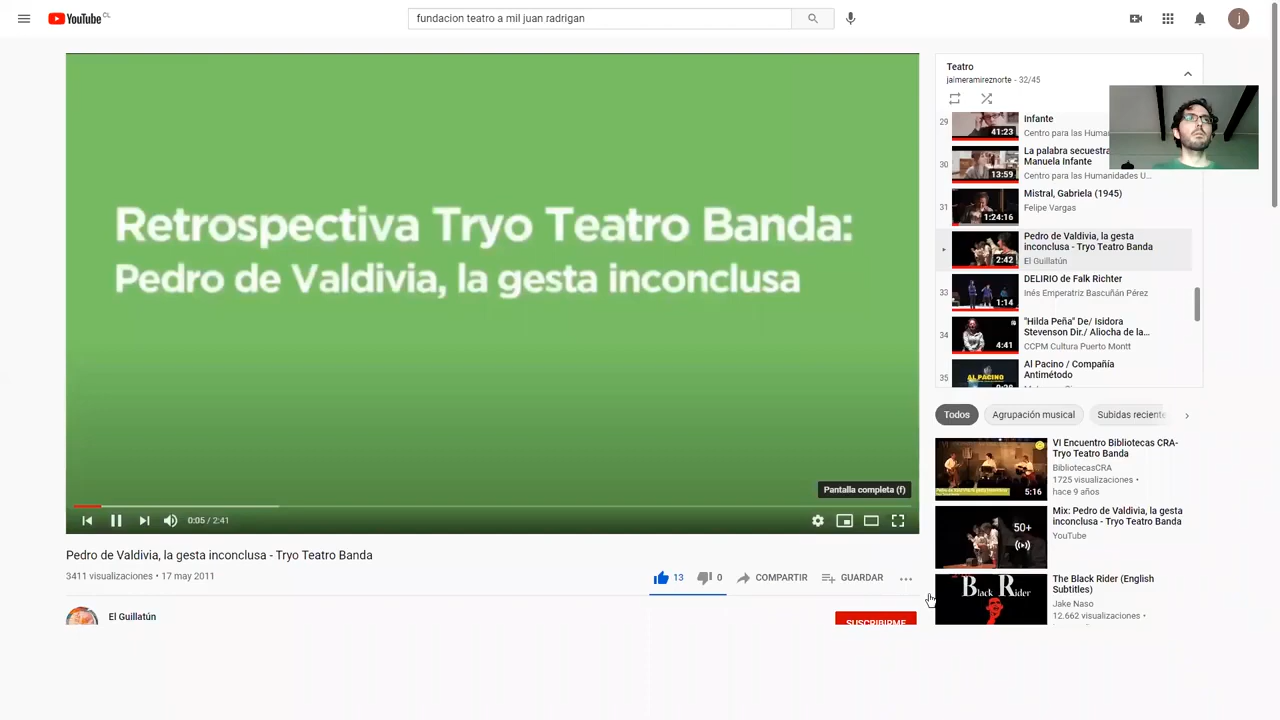 YouTube CL
fundacion teatro a mil juan radrigan
j
Retrospectiva Tryo Teatro Banda:
Pedro de Valdivia, la gesta inconclusa
Pantalla completa (f)
0:05 / 2:41
Pedro de Valdivia, la gesta inconclusa - Tryo Teatro Banda
3411 visualizaciones • 17 may 2011
13
0
COMPARTIR
GUARDAR
El Guillatún
SUSCRIBIRME
Teatro
jaimeramireznorte - 32/45
29
41:23
Infante
Centro para las Huma
30
13:59
La palabra secuestra
Manuela Infante
Centro para las Humanidades U...
31
1:24:16
Mistral, Gabriela (1945)
Felipe Vargas
2:42
Pedro de Valdivia, la gesta
inconclusa - Tryo Teatro Banda
El Guillatún
33
1:14
DELIRIO de Falk Richter
Inés Emperatriz Bascuñán Pérez
34
4:41
"Hilda Peña" De/ Isidora
Stevenson Dir./ Aliocha de la...
CCPM Cultura Puerto Montt
35
AL PACINO
Al Pacino / Compañía
Antimétodo
Todos
Agrupación musical
Subidas reciente
5:16
VI Encuentro Bibliotecas CRA-
Tryo Teatro Banda
BibliotecasCRA
1725 visualizaciones •
hace 9 años
50+
Mix: Pedro de Valdivia, la gesta
inconclusa - Tryo Teatro Banda
YouTube
Black Rider
The Black Rider (English
Subtitles)
Jake Naso
12.662 visualizaciones •